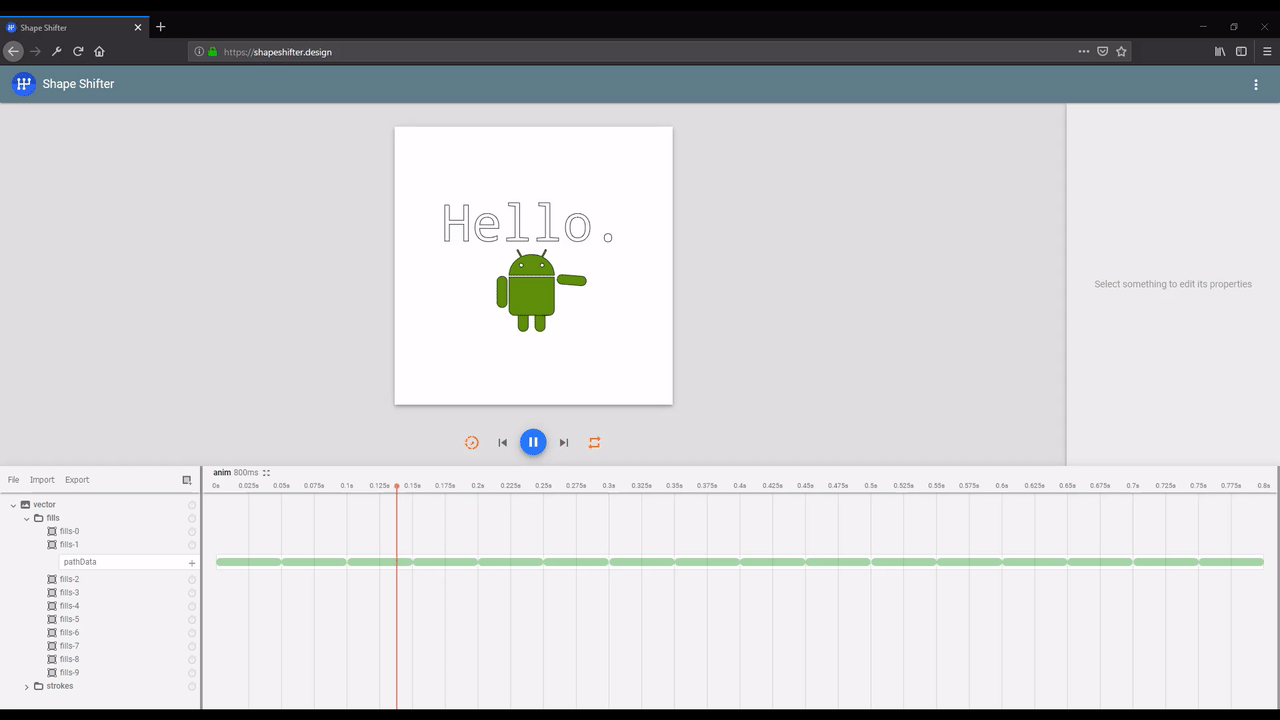 Shape Shifter
https://shapeshifter.design
Shape Shifter
Hello.
Select something to edit its properties
File Import Export
anim 800ms
0s 0.025s 0.05s 0.075s 0.1s 0.125s 0.15s 0.175s 0.2s 0.225s 0.25s 0.275s 0.3s 0.325s 0.35s 0.375s 0.4s 0.425s 0.45s 0.475s 0.5s 0.525s 0.55s 0.575s 0.6s 0.625s 0.65s 0.675s 0.7s 0.725s 0.75s 0.775s 0.8s
vector
fills
fills-0
fills-1
pathData
fills-2
fills-3
fills-4
fills-5
fills-6
fills-7
fills-8
fills-9
strokes